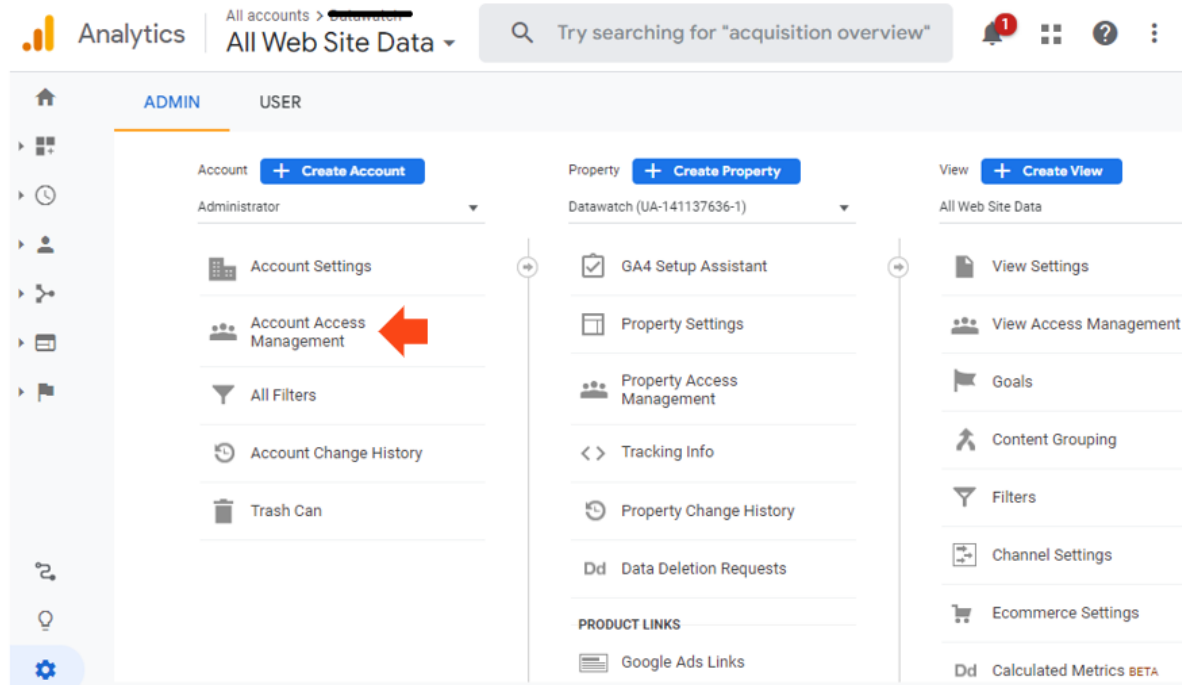 All accounts >
Analytics
All Web Site Data
Try searching for "acquisition overview"
1
ADMIN
USER
Account
+ Create Account
Administrator
Account Settings
Account Access
Management
All Filters
Account Change History
Trash Can
Property
+ Create Property
Datawatch (UA-141137636-1)
GA4 Setup Assistant
Property Settings
Property Access
Management
Tracking Info
Property Change History
Dd Data Deletion Requests
PRODUCT LINKS
Google Ads Links
View
+ Create View
All Web Site Data
View Settings
View Access Management
Goals
Content Grouping
Filters
Channel Settings
Ecommerce Settings
Dd Calculated Metrics BETA